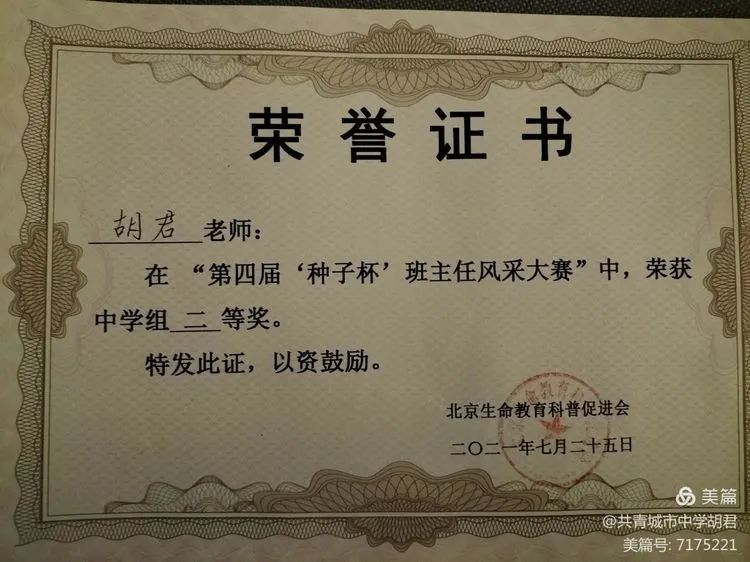 荣誉证书
胡君 老师：
在“第四届‘种子杯’班主任风采大赛”中，荣获
中学组 二 等奖。
特发此证，以资鼓励。
北京生命教育科普促进会
二〇二一年七月二十五日
美篇
@共青城市中学胡君
美篇号: 7175221